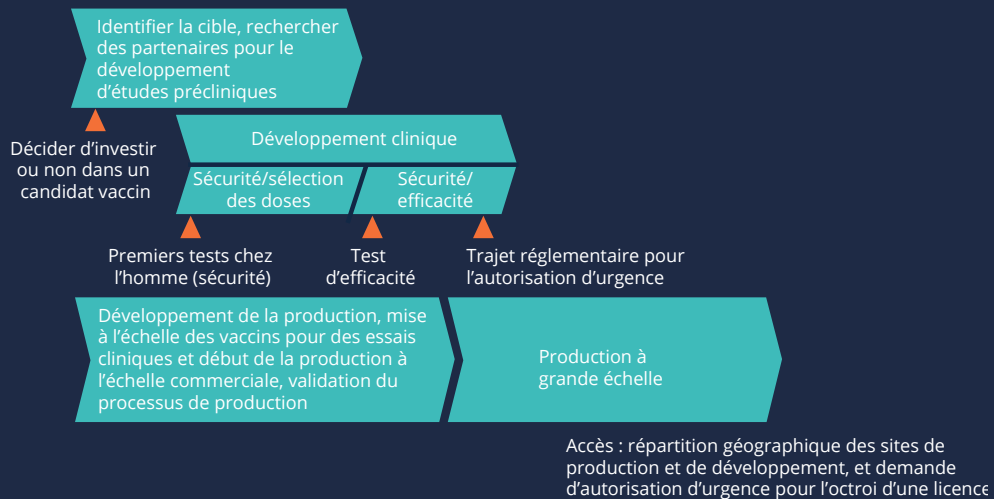 Identifier la cible, rechercher
des partenaires pour le
développement
d’études précliniques
Décider d’investir
ou non dans un
candidat vaccin
Développement clinique
Sécurité/sélection
des doses
Sécurité/
efficacité
Premiers tests chez
l’homme (sécurité)
Test
d’efficacité
Trajet réglementaire pour
l’autorisation d’urgence
Développement de la production, mise
à l’échelle des vaccins pour des essais
cliniques et début de la production à
l’échelle commerciale, validation du
processus de production
Production à
grande échelle
Accès : répartition géographique des sites de
production et de développement, et demande
d’autorisation d’urgence pour l’octroi d’une licence